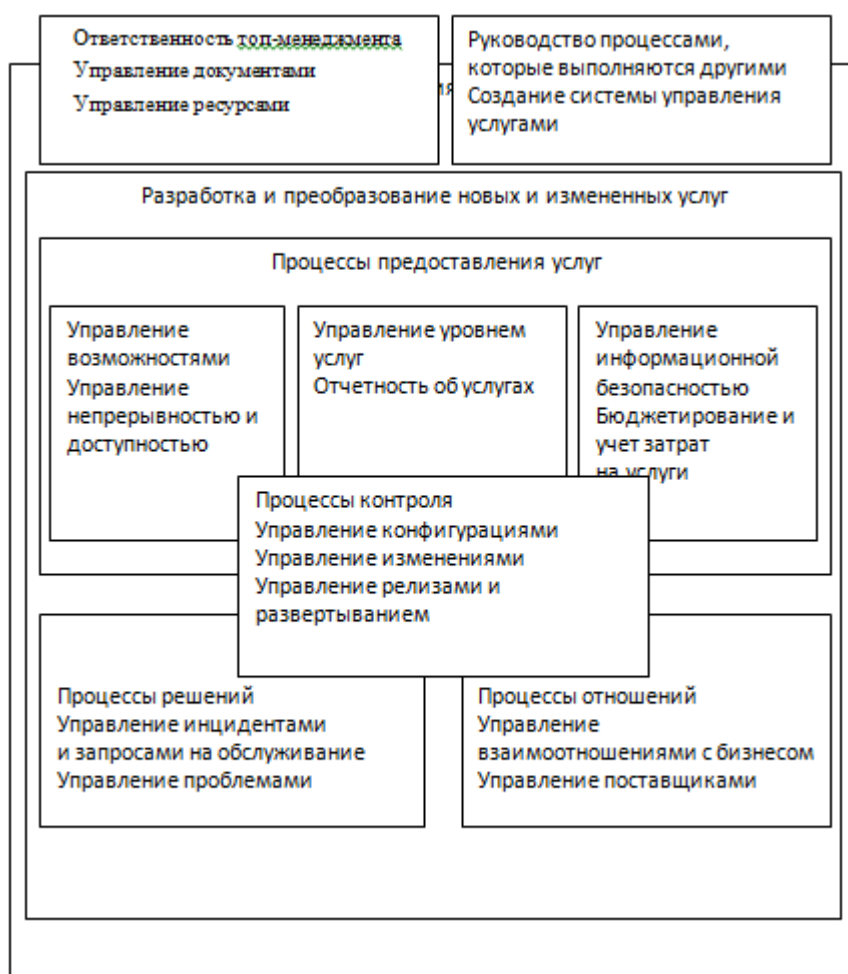 Ответственность топ-менеджмента
Управление документами
Управление ресурсами
Руководство процессами,
которые выполняются другими
Создание системы управления
услугами
Разработка и преобразование новых и измененных услуг
Процессы предоставления услуг
Управление
возможностями
Управление
непрерывностью и
доступностью
Управление уровнем
услуг
Отчетность об услугах
Управление
информационной
безопасностью
Бюджетирование и
учет затрат
на услуги
Процессы контроля
Управление конфигурациями
Управление изменениями
Управление релизами и
развертыванием
Процессы решений
Управление инцидентами
и запросами на обслуживание
Управление проблемами
Процессы отношений
Управление
взаимоотношениями с бизнесом
Управление поставщиками